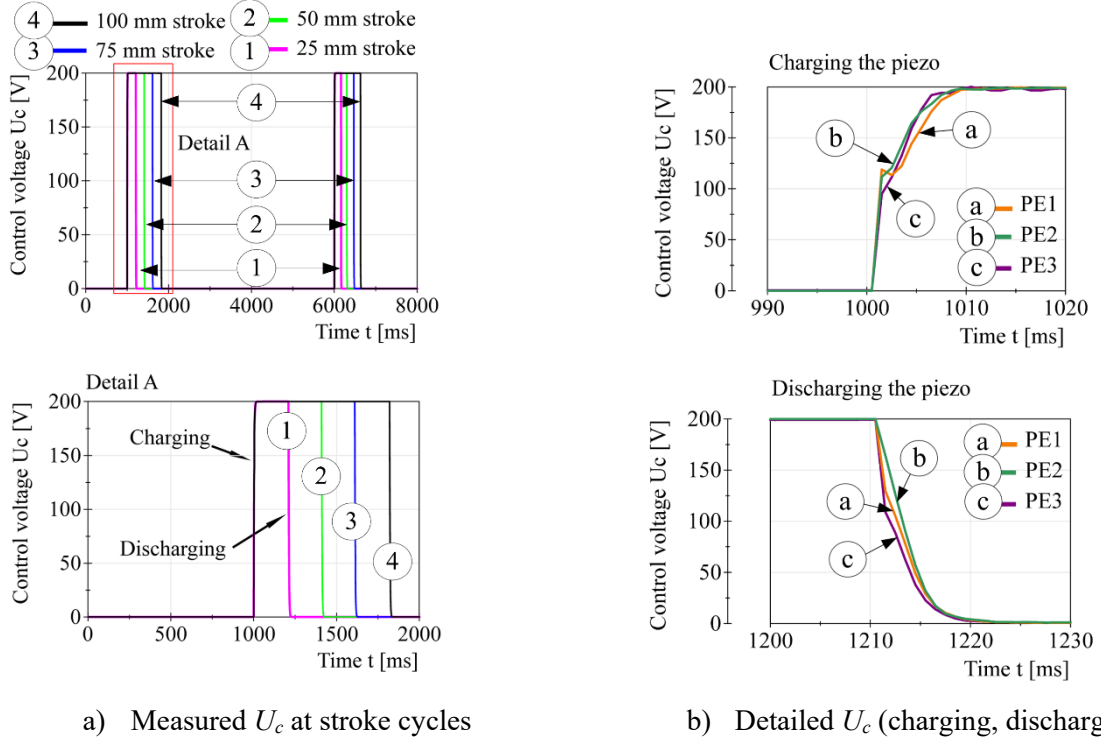 4 100 mm stroke 2 50 mm stroke
3 75 mm stroke 1 25 mm stroke
Control voltage Uc [V]
200
150
100
50
0
4
Detail A
3
2
1
0 2000 4000 6000 8000
Time t [ms]
Charging the piezo
Control voltage Uc [V]
200
150
100
50
0
b
a
c
a PE1
b PE2
c PE3
990 1000 1010 1020
Time t [ms]
Detail A
Control voltage Uc [V]
200
150
100
50
0
Charging
Discharging
1
2
3
4
0 500 1000 1500 2000
Time t [ms]
Discharging the piezo
Control voltage Uc [V]
200
150
100
50
0
b
a
c
a PE1
b PE2
c PE3
1200 1210 1220 1230
Time t [ms]
a) Measured Uc at stroke cycles
b) Detailed Uc (charging, discharg